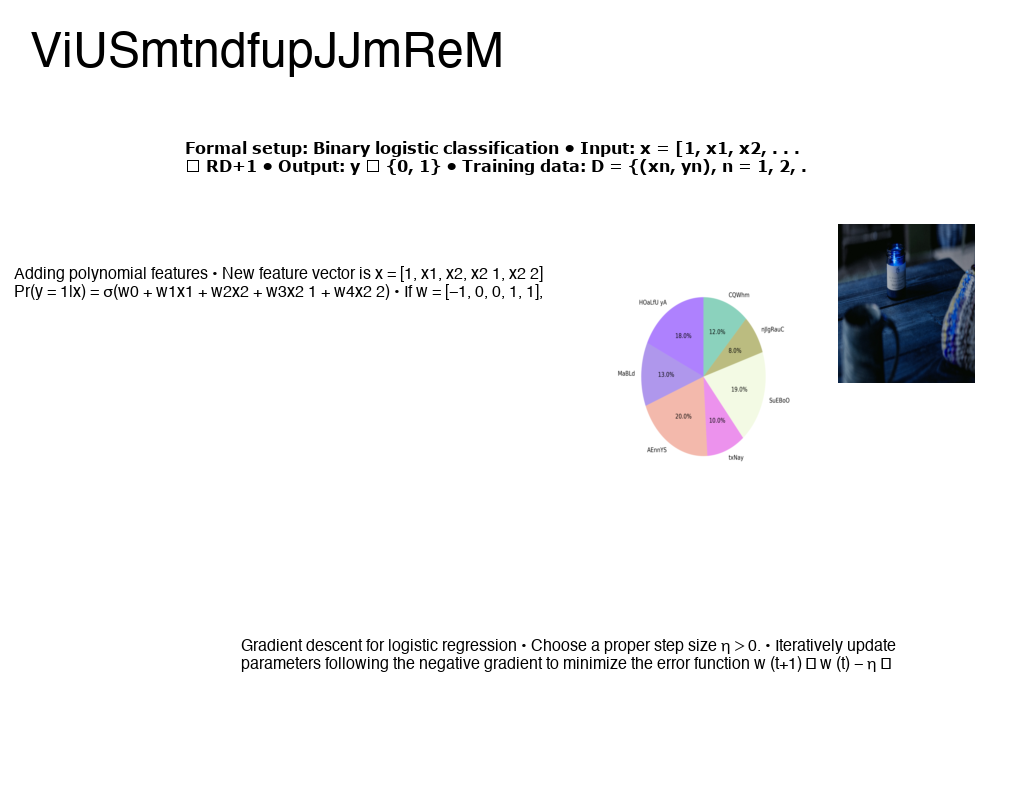 ViUSmtndfupJJmReM
Formal setup: Binary logistic classification ● Input: x = [1, x1, x2, . . .
□ RD+1 ● Output: y □ {0, 1} ● Training data: D = {(xn, yn), n = 1, 2, .
Adding polynomial features • New feature vector is x = [1, x1, x2, x2 1, x2 2]
Pr(y = 1|x) = σ(w0 + w1x1 + w2x2 + w3x2 1 + w4x2 2) • If w = [−1, 0, 0, 1, 1],
CQWhm
HOaLfU yA
12.0%
18.0%
8.0%
MaBLd
13.0%
19.0%
SuEBoO
20.0%
10.0%
txNay
Gradient descent for logistic regression • Choose a proper step size η > 0. • Iteratively update
parameters following the negative gradient to minimize the error function w (t+1) □ w (t) − η □